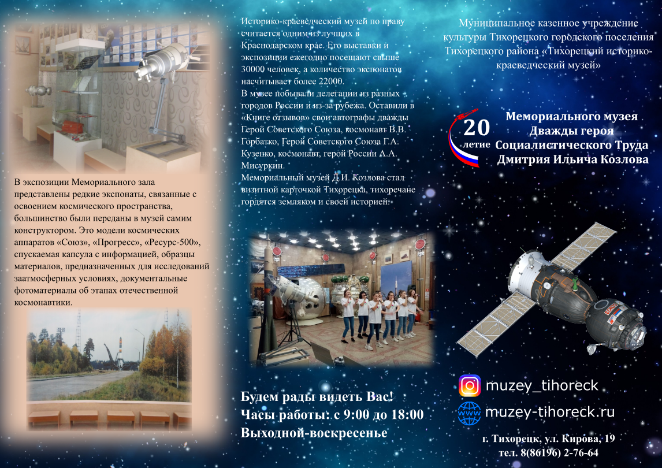 В экспозиции Мемориального зала
представлены редкие экспонаты, связанные с
освоением космического пространства,
большинство были переданы в музей самим
конструктором. Это модели космических
аппаратов «Союз», «Прогресс», «Ресурс-500»,
спускаемая капсула с информацией, образцы
материалов, предназначенных для исследований
заатмосферных условиях, документальные
фотоматериалы об этапах отечественной
космонавтики.
Историко-краеведческий музей по праву
считается одним из лучших в
Краснодарском крае. Его выставки и
экспозиции ежегодно посещают свыше
30000 человек, а количество экспонатов
насчитывает более 22000.
В музее побывали делегации из разных
городов России и из-за рубежа. Оставили в
«Книге отзывов» свои автографы дважды
Герой Советского Союза, космонавт В.В.
Горбатко, Герой Советского Союза Г.А.
Кузенко, космонавт, герой России А.А.
Мисуркин.
Мемориальный музей Д.И. Козлова стал
визитной карточкой Тихорецка, тихоречане
гордятся земляком и своей историей.
Будем рады видеть Вас!
Часы работы: с 9:00 до 18:00
Выходной-воскресенье
Муниципальное казенное учреждение
культуры Тихорецкого городского поселения
Тихорецкого района «Тихорецкий историко-
краеведческий музей»
20
летие
Мемориального музея
Дважды героя
Социалистического Труда
Дмитрия Ильича Козлова
muzey_tihoreck
muzey-tihoreck.ru
г. Тихорецк, ул. Кирова, 19
тел. 8(86196) 2-76-64